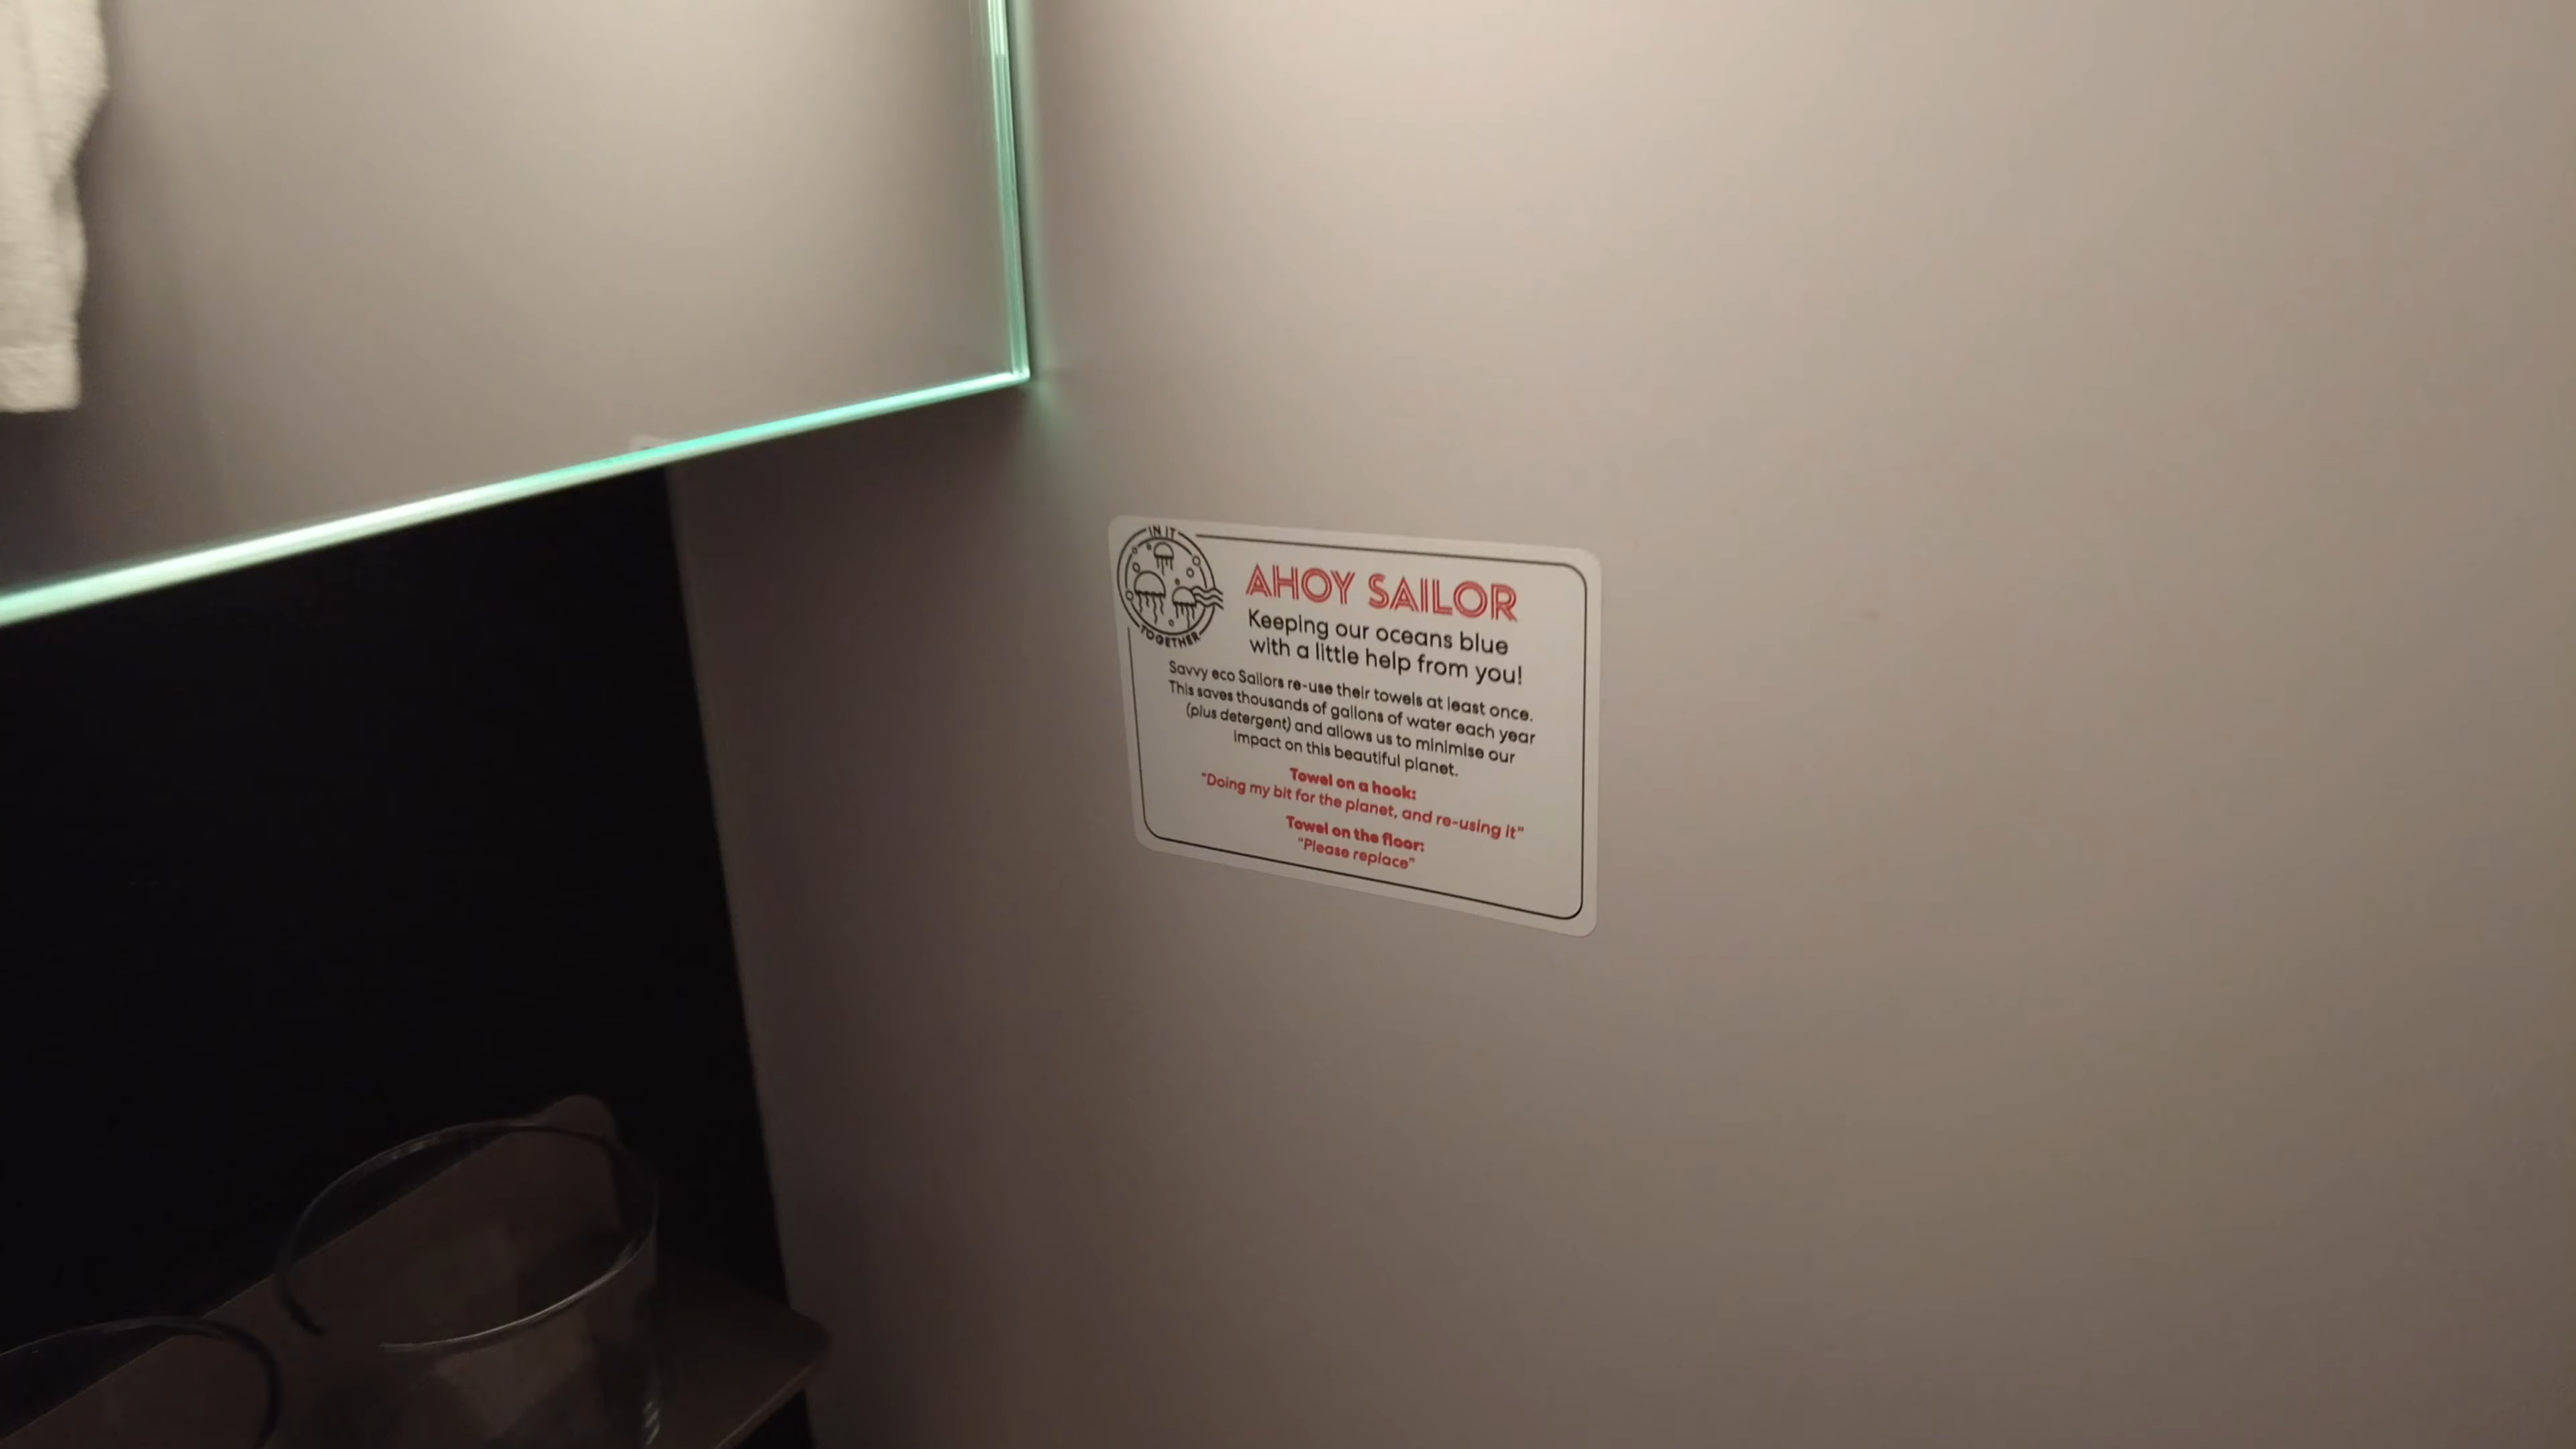 IN IT
TOGETHER
AHOY SAILOR
Keeping our oceans blue
with a little help from you!
Savvy eco Sailors re-use their towels at least once.
This saves thousands of gallons of water each year
(plus detergent) and allows us to minimise our
impact on this beautiful planet.
Towel on a hook:
"Doing my bit for the planet, and re-using it"
Towel on the floor:
"Please replace"